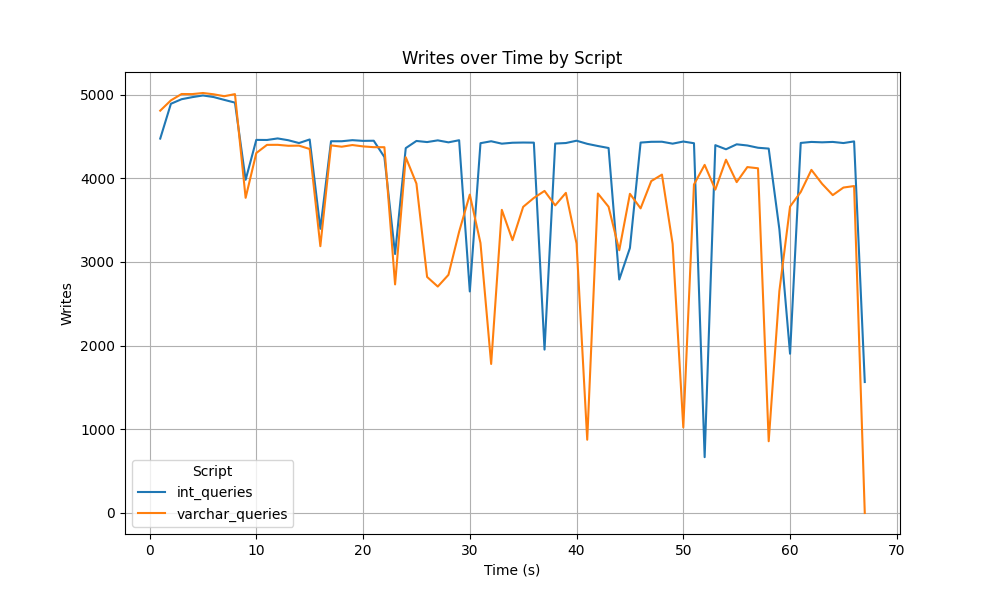 Writes over Time by Script
5000
4000
3000
2000
1000
0
Writes
Script
int_queries
varchar_queries
0 10 20 30 40 50 60 70
Time (s)